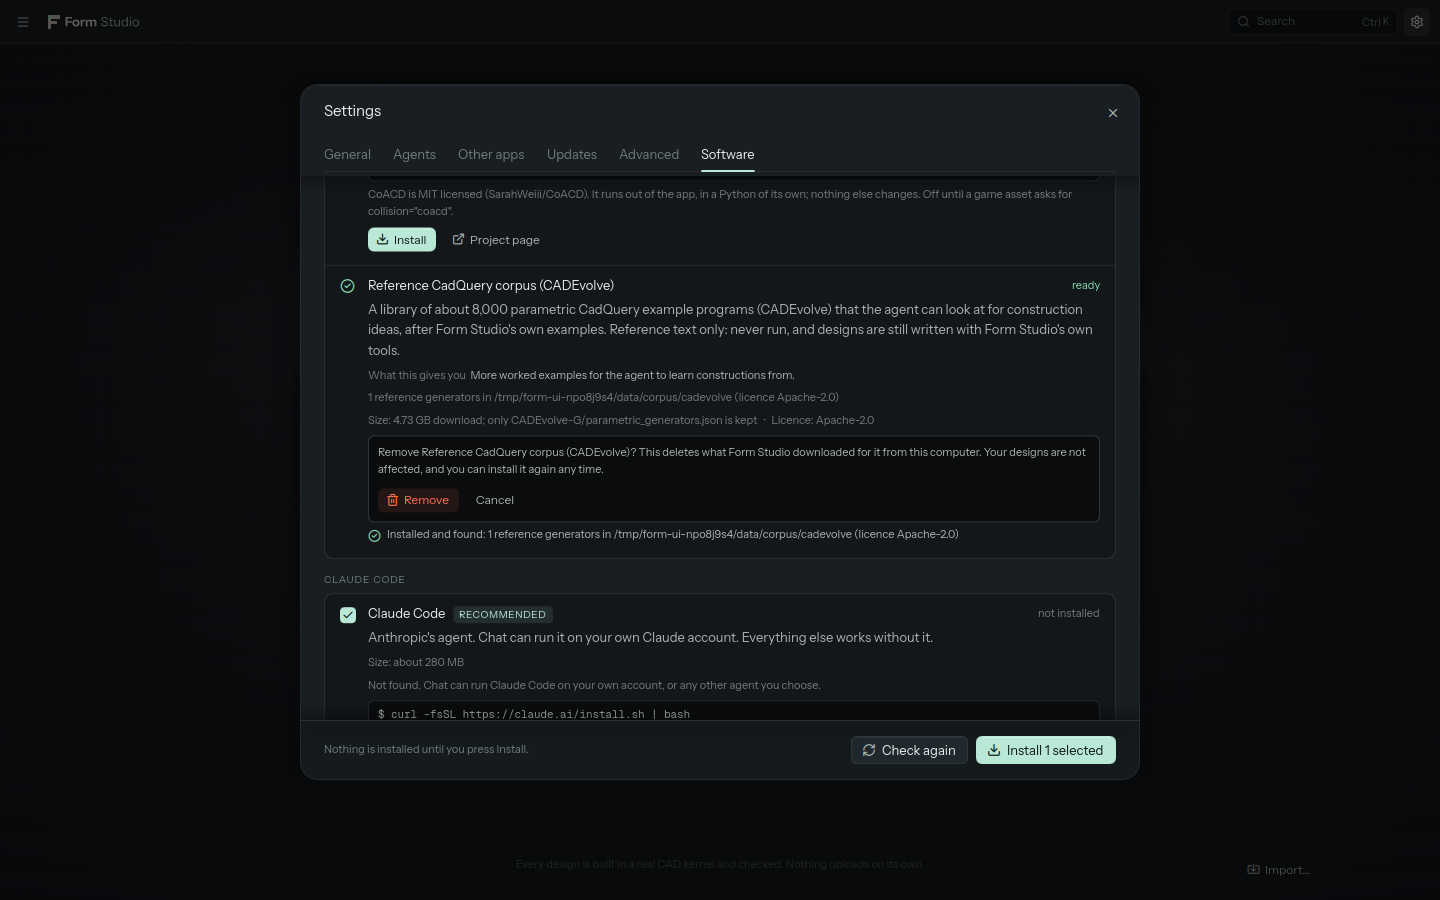 Form Studio
Search
Ctrl K
Settings
General
Agents
Other apps
Updates
Advanced
Software
CoACD is MIT licensed (SarahWeiii/CoACD). It runs out of the app, in a Python of its own; nothing else changes. Off until a game asset asks for
collision="coacd".
Install
Project page
Reference CadQuery corpus (CADEvolve)
ready
A library of about 8,000 parametric CadQuery example programs (CADEvolve) that the agent can look at for construction
ideas, after Form Studio's own examples. Reference text only: never run, and designs are still written with Form Studio's own
tools.
What this gives you More worked examples for the agent to learn constructions from.
1 reference generators in /tmp/form-ui-npo8j9s4/data/corpus/cadevolve (licence Apache-2.0)
Size: 4.73 GB download; only CADEvolve-G/parametric_generators.json is kept · Licence: Apache-2.0
Remove Reference CadQuery corpus (CADEvolve)? This deletes what Form Studio downloaded for it from this computer. Your designs are not
affected, and you can install it again any time.
Remove
Cancel
Installed and found: 1 reference generators in /tmp/form-ui-npo8j9s4/data/corpus/cadevolve (licence Apache-2.0)
CLAUDE CODE
Claude Code
RECOMMENDED
not installed
Anthropic's agent. Chat can run it on your own Claude account. Everything else works without it.
Size: about 280 MB
Not found. Chat can run Claude Code on your own account, or any other agent you choose.
$ curl -fsSL https://claude.ai/install.sh | bash
Nothing is installed until you press Install.
Check again
Install 1 selected
Every design is built in a real CAD kernel and checked. Nothing uploads on its own.
Import...